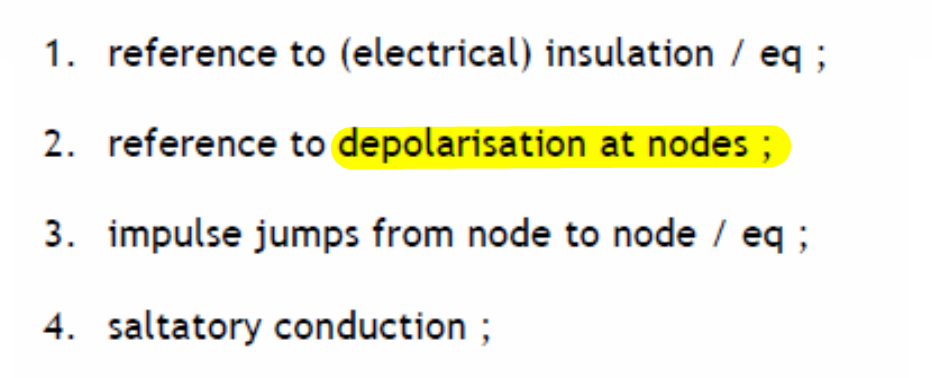 1. reference to (electrical) insulation / eq ;
2. reference to depolarisation at nodes ;
3. impulse jumps from node to node / eq ;
4. saltatory conduction ;